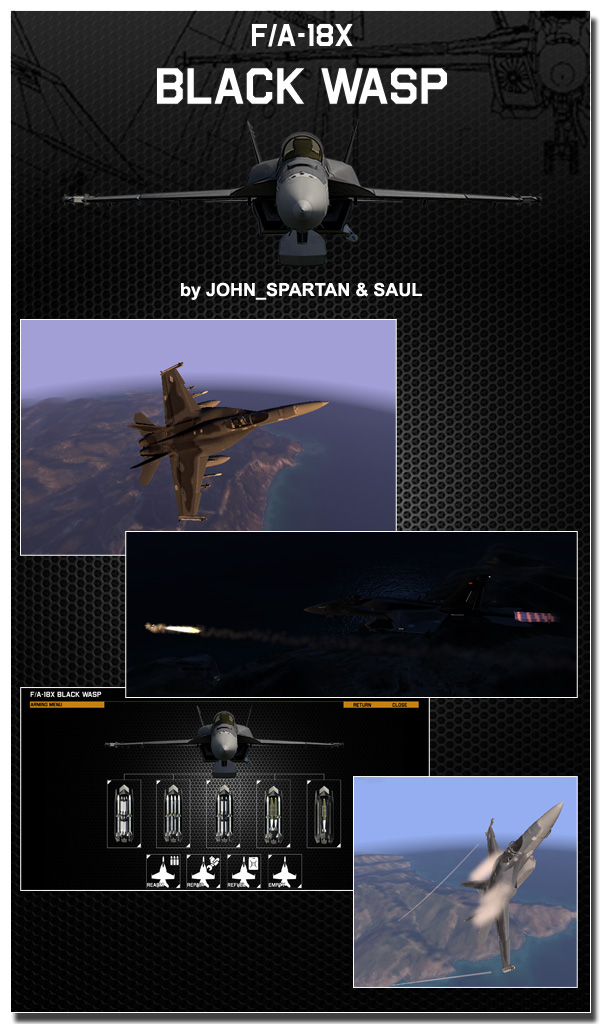 F/A-18X
BLACK WASP
by JOHN_SPARTAN & SAUL
F/A-18X BLACK WASP
ARMING MENU
RETURN CLOSE
REARM
REPAIR
REFUEL
EMPTY